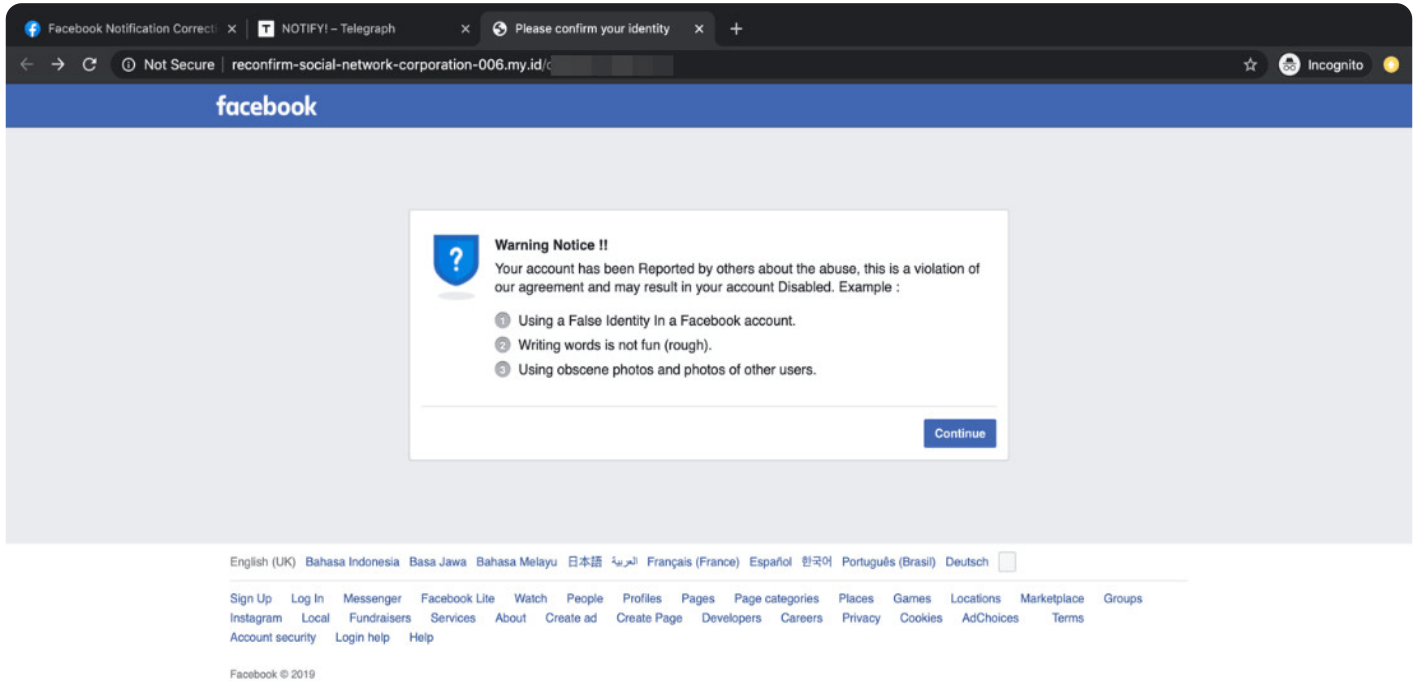 Facebook Notification Correcti
NOTIFY! – Telegraph
Please confirm your identity
Not Secure | reconfirm-social-network-corporation-006.my.id/
Incognito
facebook
?
Warning Notice !!
Your account has been Reported by others about the abuse, this is a violation of
our agreement and may result in your account Disabled. Example :
1 Using a False Identity In a Facebook account.
2 Writing words is not fun (rough).
3 Using obscene photos and photos of other users.
Continue
English (UK) Bahasa Indonesia Basa Jawa Bahasa Melayu 日本語 العربية Français (France) Español 한국어 Português (Brasil) Deutsch
Sign Up Log In Messenger Facebook Lite Watch People Profiles Pages Page categories Places Games Locations Marketplace Groups
Instagram Local Fundraisers Services About Create ad Create Page Developers Careers Privacy Cookies AdChoices Terms
Account security Login help Help
Facebook © 2019